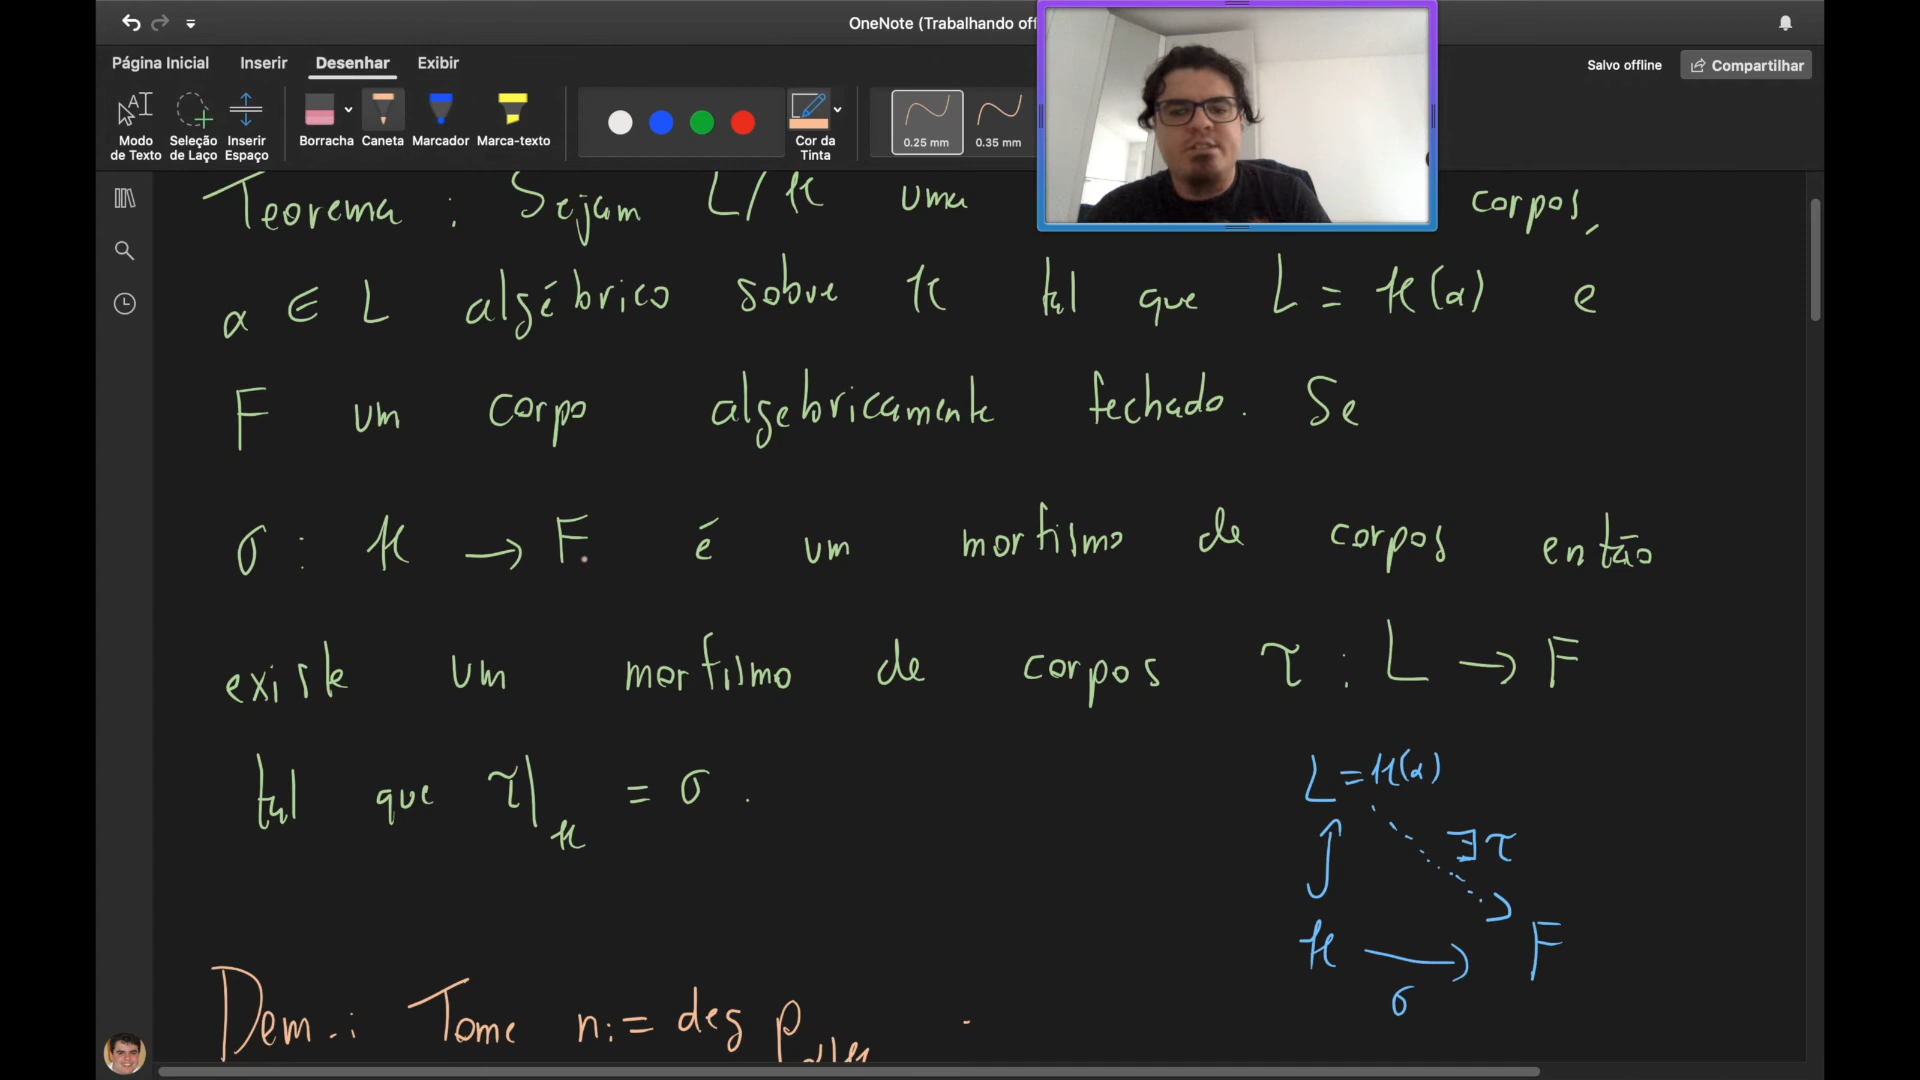 OneNote (Trabalhando off
Página Inicial Inserir Desenhar Exibir
Salvo offline Compartilhar
Modo de Texto Seleção de Laço Inserir Espaço Borracha Caneta Marcador Marca-texto Cor da Tinta 0.25 mm 0.35 mm
Teorema : Sejam L/K uma corpos,
α ∈ L algébrico sobre K tal que L = K(α) e
F um corpo algebricamente fechado. Se
σ : K → F é um morfismo de corpos então
existe um morfismo de corpos τ : L → F
tal que τ|K = σ .
L = K(α)
∃ τ
K F
σ
Dem.: Tome n := deg P